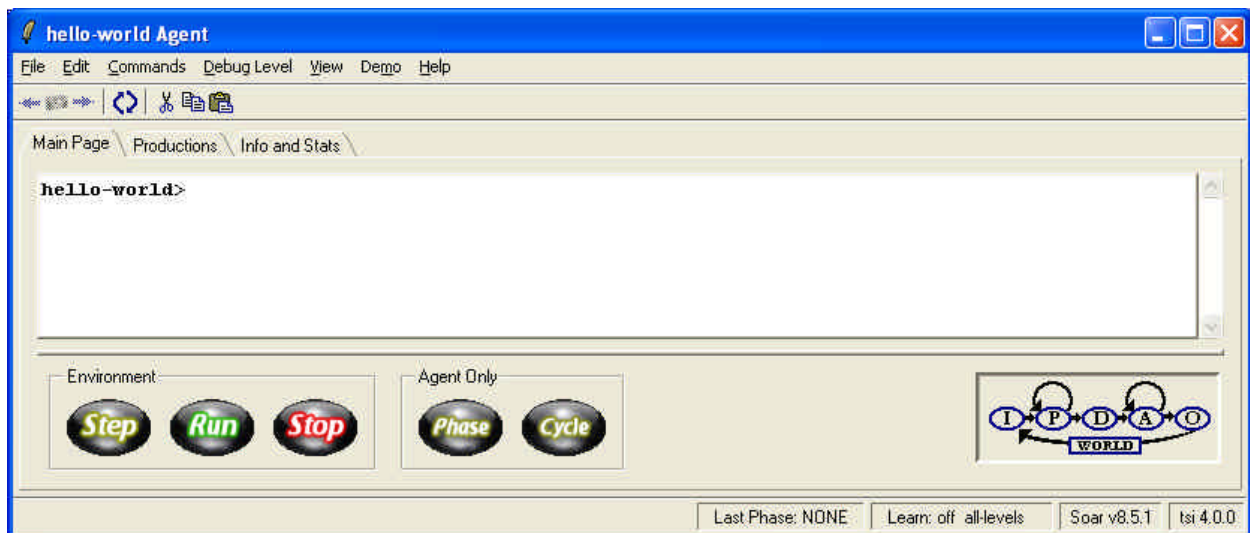 hello-world Agent
File Edit Commands Debug Level View Demo Help
Main Page Productions Info and Stats
hello-world>
Environment Agent Only
Step Run Stop Phase Cycle
I P D A O
WORLD
Last Phase: NONE Learn: off all-levels Soar v8.5.1 tsi 4.0.0